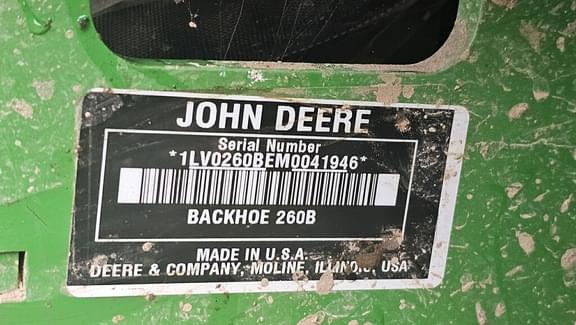 JOHN DEERE
Serial Number
*1LV0260BEM0041946*
BACKHOE 260B
MADE IN U.S.A.
DEERE & COMPANY, MOLINE, ILLINOIS, USA